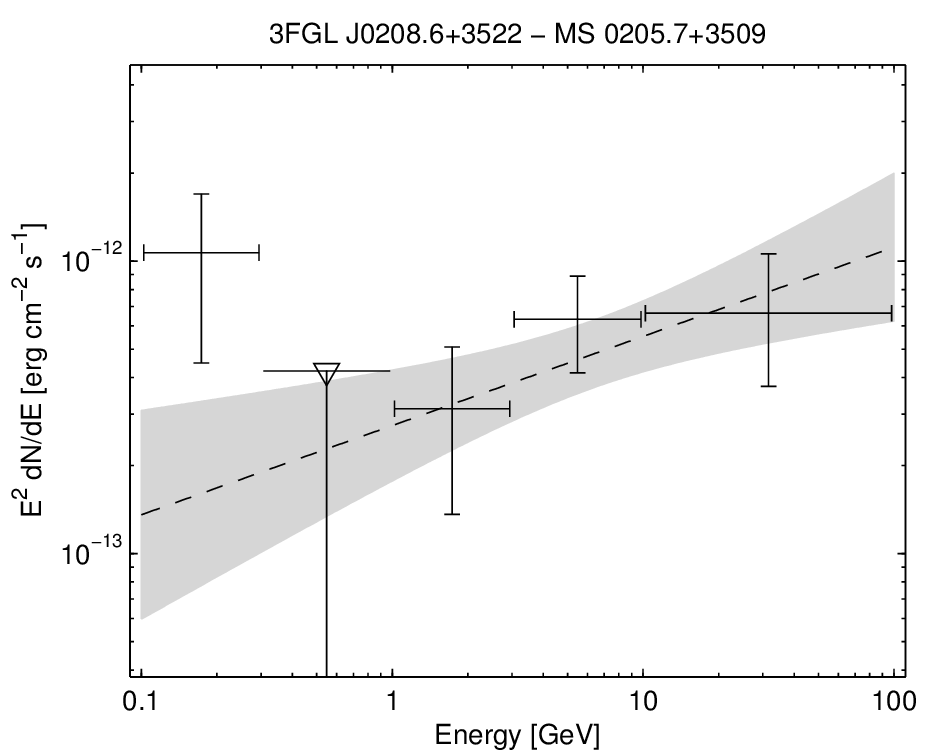 3FGL J0208.6+3522 − MS 0205.7+3509
E² dN/dE [erg cm⁻² s⁻¹]
10⁻¹²
10⁻¹³
0.1 1 10 100
Energy [GeV]